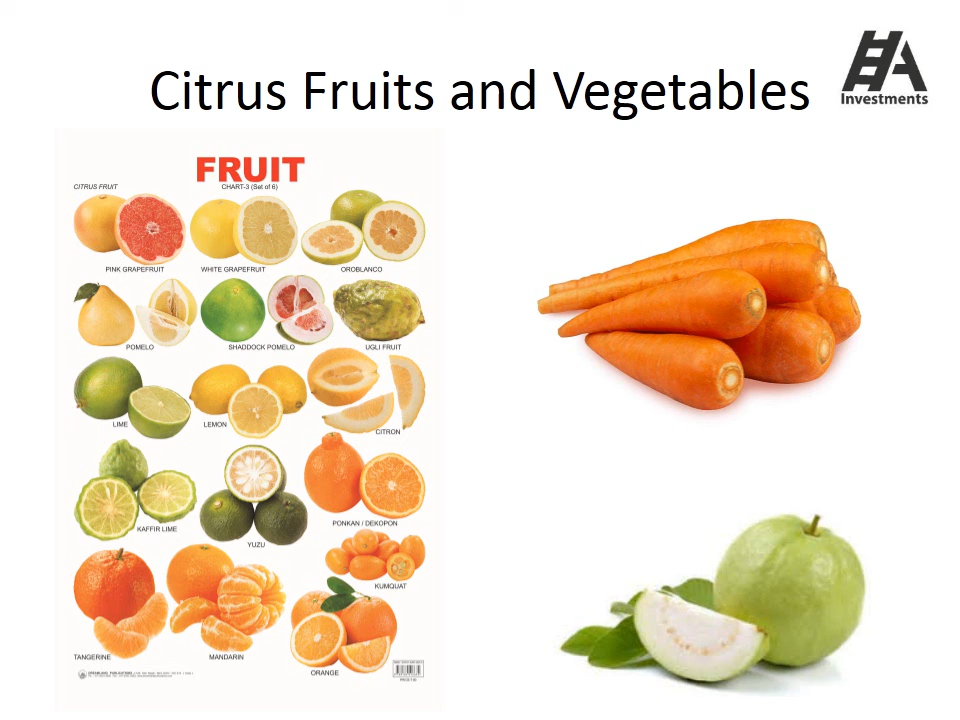 Citrus Fruits and Vegetables
HA
Investments
FRUIT
CITRUS FRUIT
CHART-3 (Set of 6)
PINK GRAPEFRUIT
WHITE GRAPEFRUIT
OROBLANCO
POMELO
SHADDOCK POMELO
UGLI FRUIT
LIME
LEMON
CITRON
KAFFIR LIME
YUZU
PONKAN / DEKOPON
KUMQUAT
TANGERINE
MANDARIN
ORANGE